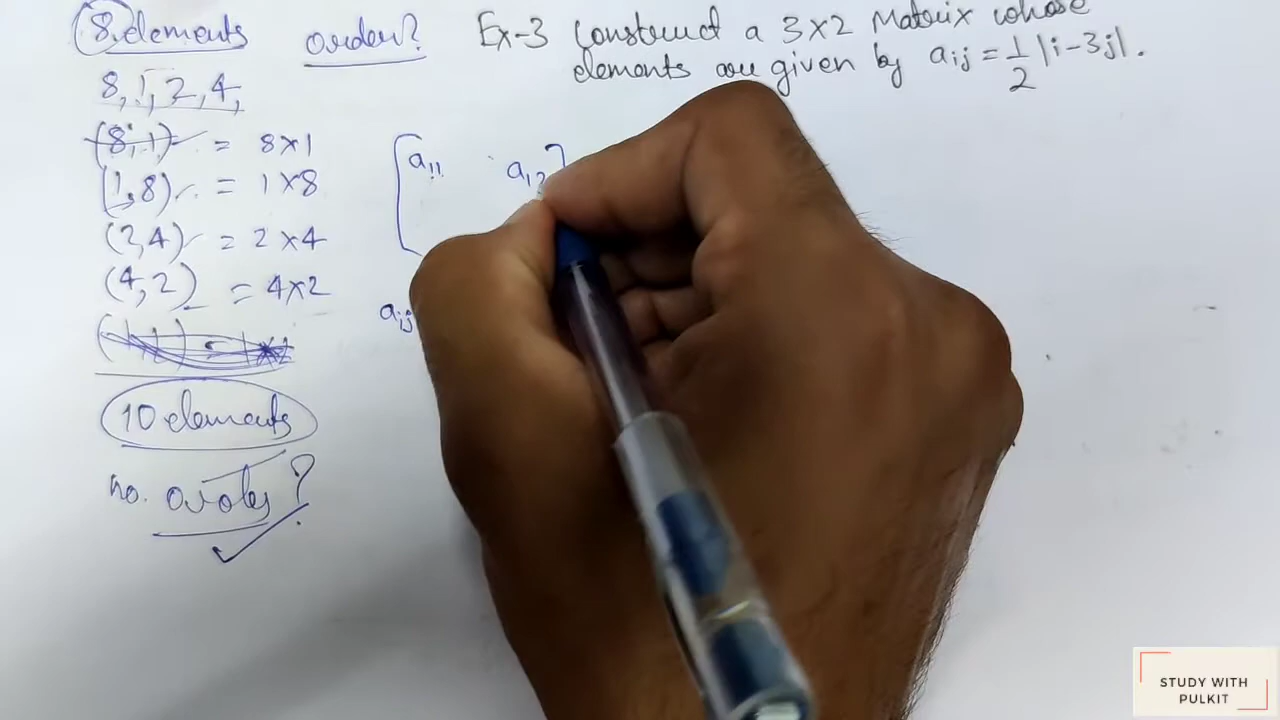 8 elements order?
8, 1, 2, 4,
(8, 1) = 8×1
(1, 8) = 1×8
(2, 4) = 2×4
(4, 2) = 4×2
10 elements
no. ?
Ex-3 Construct a 3×2 Matrix whose
elements are given by aij = 1/2 |i-3j|.
a11 a12
aij
STUDY WITH
PULKIT